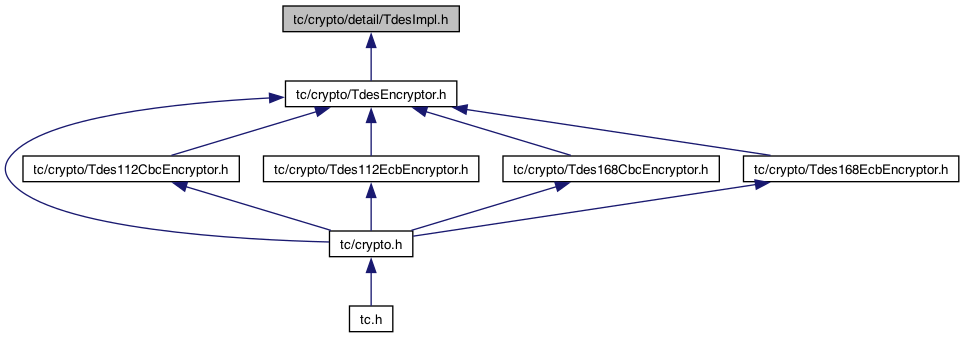 tc/crypto/detail/TdesImpl.h
tc/crypto/TdesEncryptor.h
tc/crypto/Tdes112CbcEncryptor.h
tc/crypto/Tdes112EcbEncryptor.h
tc/crypto/Tdes168CbcEncryptor.h
tc/crypto/Tdes168EcbEncryptor.h
tc/crypto.h
tc.h